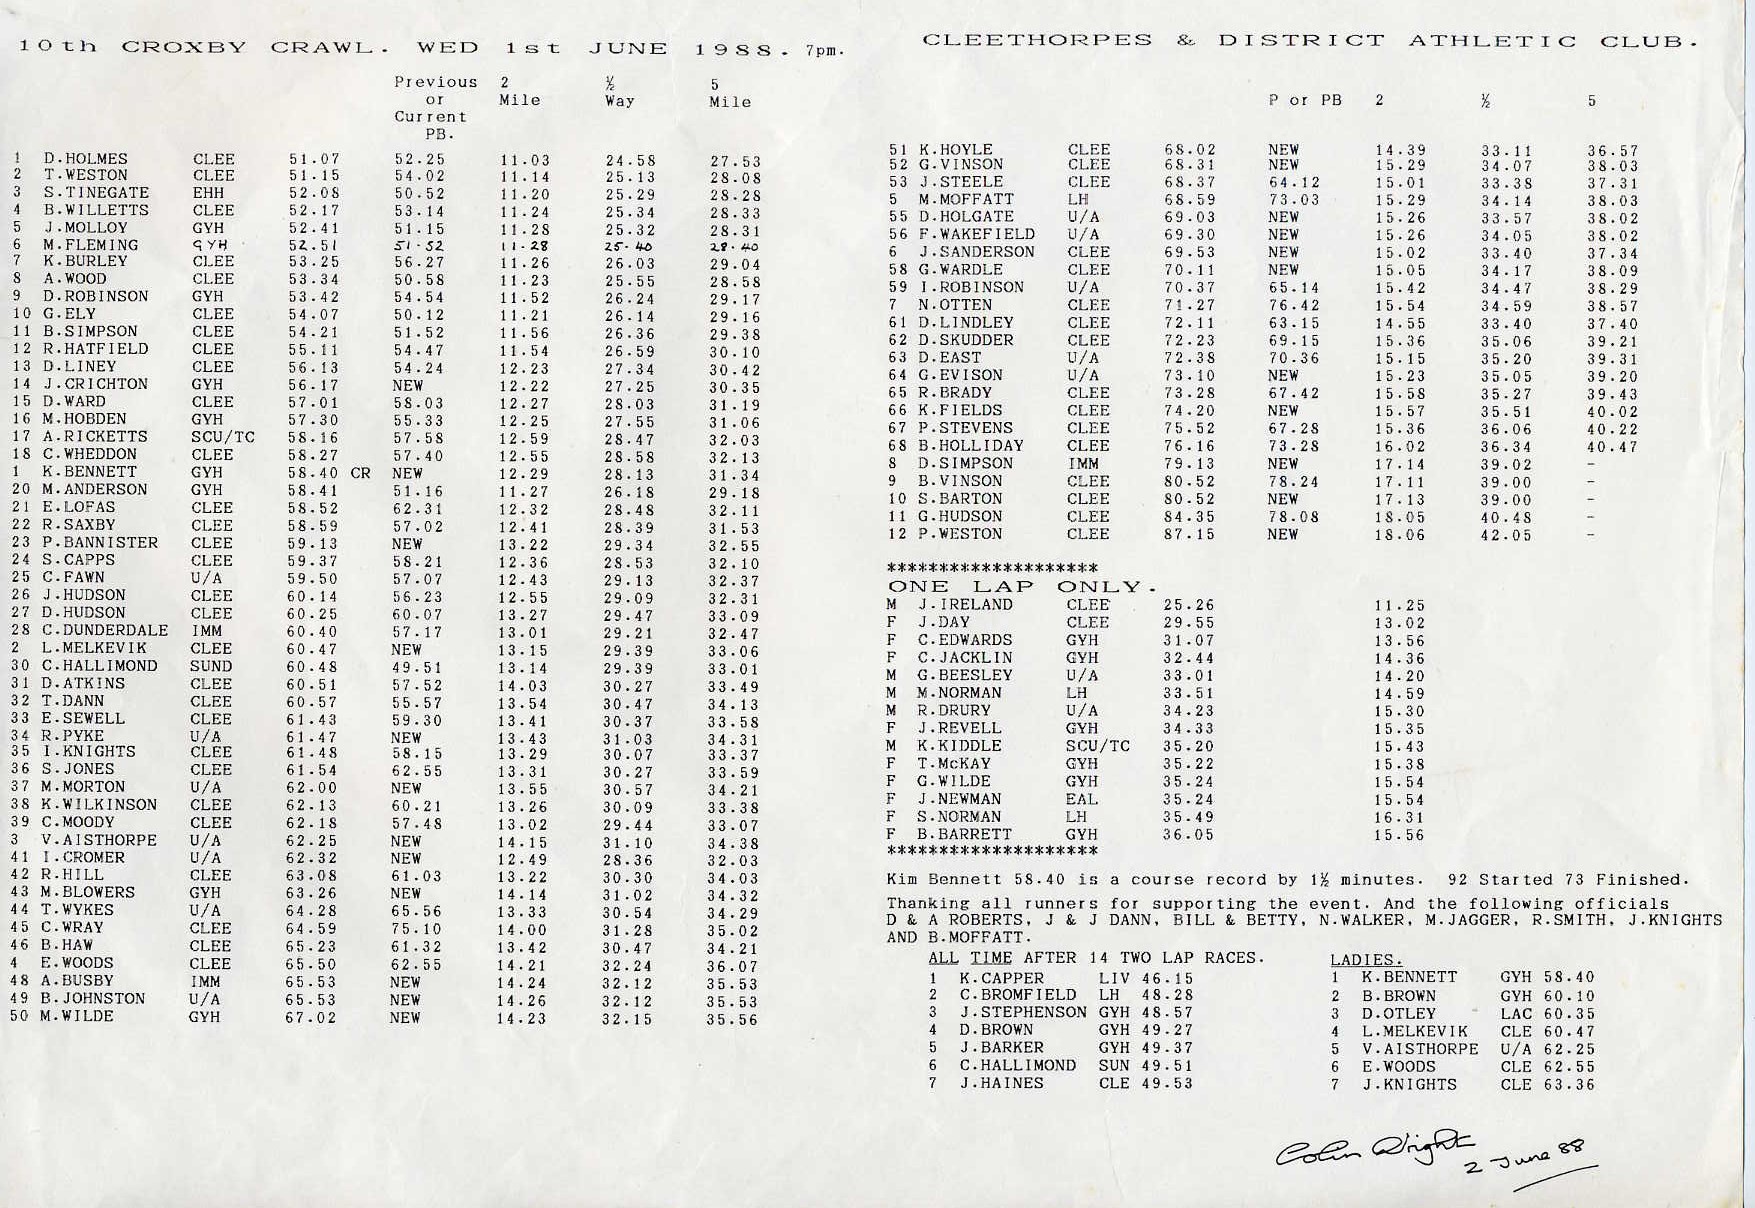 10th CROXBY CRAWL. WED 1st JUNE 1988. 7pm.
Previous 2 ½ 5
or Mile Way Mile
Current
PB.
1 D.HOLMES CLEE 51.07 52.25 11.03 24.58 27.53
2 T.WESTON CLEE 51.15 54.02 11.14 25.13 28.08
3 S.TINEGATE EHH 52.08 50.52 11.20 25.29 28.28
4 B.WILLETTS CLEE 52.17 53.14 11.24 25.34 28.33
5 J.MOLLOY GYH 52.41 51.15 11.28 25.32 28.31
6 M.FLEMING GYH 52.51 51-52 11-28 25-40 28-40
7 K.BURLEY CLEE 53.25 56.27 11.26 26.03 29.04
8 A.WOOD CLEE 53.34 50.58 11.23 25.55 28.58
9 D.ROBINSON GYH 53.42 54.54 11.52 26.24 29.17
10 G.ELY CLEE 54.07 50.12 11.21 26.14 29.16
11 B.SIMPSON CLEE 54.21 51.52 11.56 26.36 29.38
12 R.HATFIELD CLEE 55.11 54.47 11.54 26.59 30.10
13 D.LINEY CLEE 56.13 54.24 12.23 27.34 30.42
14 J.CRICHTON GYH 56.17 NEW 12.22 27.25 30.35
15 D.WARD CLEE 57.01 58.03 12.27 28.03 31.19
16 M.HOBDEN GYH 57.30 55.33 12.25 27.55 31.06
17 A.RICKETTS SCU/TC 58.16 57.58 12.59 28.47 32.03
18 C.WHEDDON CLEE 58.27 57.40 12.55 28.58 32.13
1 K.BENNETT GYH 58.40 CR NEW 12.29 28.13 31.34
20 M.ANDERSON GYH 58.41 51.16 11.27 26.18 29.18
21 E.LOFAS CLEE 58.52 62.31 12.32 28.48 32.11
22 R.SAXBY CLEE 58.59 57.02 12.41 28.39 31.53
23 P.BANNISTER CLEE 59.13 NEW 13.22 29.34 32.55
24 S.CAPPS CLEE 59.37 58.21 12.36 28.53 32.10
25 C.FAWN U/A 59.50 57.07 12.43 29.13 32.37
26 J.HUDSON CLEE 60.14 56.23 12.55 29.09 32.31
27 D.HUDSON CLEE 60.25 60.07 13.27 29.47 33.09
28 C.DUNDERDALE IMM 60.40 57.17 13.01 29.21 32.47
2 L.MELKEVIK CLEE 60.47 NEW 13.15 29.39 33.06
30 C.HALLIMOND SUND 60.48 49.51 13.14 29.39 33.01
31 D.ATKINS CLEE 60.51 57.52 14.03 30.27 33.49
32 T.DANN CLEE 60.57 55.57 13.54 30.47 34.13
33 E.SEWELL CLEE 61.43 59.30 13.41 30.37 33.58
34 R.PYKE U/A 61.47 NEW 13.43 31.03 34.31
35 I.KNIGHTS CLEE 61.48 58.15 13.29 30.07 33.37
36 S.JONES CLEE 61.54 62.55 13.31 30.27 33.59
37 M.MORTON U/A 62.00 NEW 13.55 30.57 34.21
38 K.WILKINSON CLEE 62.13 60.21 13.26 30.09 33.38
39 C.MOODY CLEE 62.18 57.48 13.02 29.44 33.07
3 V.AISTHORPE U/A 62.25 NEW 14.15 31.10 34.38
41 I.CROMER U/A 62.32 NEW 12.49 28.36 32.03
42 R.HILL CLEE 63.08 61.03 13.22 30.30 34.03
43 M.BLOWERS GYH 63.26 NEW 14.14 31.02 34.32
44 T.WYKES U/A 64.28 65.56 13.33 30.54 34.29
45 C.WRAY CLEE 64.59 75.10 14.00 31.28 35.02
46 B.HAW CLEE 65.23 61.32 13.42 30.47 34.21
4 E.WOODS CLEE 65.50 62.55 14.21 32.24 36.07
48 A.BUSBY IMM 65.53 NEW 14.24 32.12 35.53
49 B.JOHNSTON U/A 65.53 NEW 14.26 32.12 35.53
50 M.WILDE GYH 67.02 NEW 14.23 32.15 35.56
CLEETHORPES & DISTRICT ATHLETIC CLUB.
P or PB 2 ½ 5
51 K.HOYLE CLEE 68.02 NEW 14.39 33.11 36.57
52 G.VINSON CLEE 68.31 NEW 15.29 34.07 38.03
53 J.STEELE CLEE 68.37 64.12 15.01 33.38 37.31
5 M.MOFFATT LH 68.59 73.03 15.29 34.14 38.03
55 D.HOLGATE U/A 69.03 NEW 15.26 33.57 38.02
56 F.WAKEFIELD U/A 69.30 NEW 15.26 34.05 38.02
6 J.SANDERSON CLEE 69.53 NEW 15.02 33.40 37.34
58 G.WARDLE CLEE 70.11 NEW 15.05 34.17 38.09
59 I.ROBINSON U/A 70.37 65.14 15.42 34.47 38.29
7 N.OTTEN CLEE 71.27 76.42 15.54 34.59 38.57
61 D.LINDLEY CLEE 72.11 63.15 14.55 33.40 37.40
62 D.SKUDDER CLEE 72.23 69.15 15.36 35.06 39.21
63 D.EAST U/A 72.38 70.36 15.15 35.20 39.31
64 G.EVISON U/A 73.10 NEW 15.23 35.05 39.20
65 R.BRADY CLEE 73.28 67.42 15.58 35.27 39.43
66 K.FIELDS CLEE 74.20 NEW 15.57 35.51 40.02
67 P.STEVENS CLEE 75.52 67.28 15.36 36.06 40.22
68 B.HOLLIDAY CLEE 76.16 73.28 16.02 36.34 40.47
8 D.SIMPSON IMM 79.13 NEW 17.14 39.02 -
9 B.VINSON CLEE 80.52 78.24 17.11 39.00 -
10 S.BARTON CLEE 80.52 NEW 17.13 39.00 -
11 G.HUDSON CLEE 84.35 78.08 18.05 40.48 -
12 P.WESTON CLEE 87.15 NEW 18.06 42.05 -
********************
ONE LAP ONLY.
M J.IRELAND CLEE 25.26 11.25
F J.DAY CLEE 29.55 13.02
F C.EDWARDS GYH 31.07 13.56
F C.JACKLIN GYH 32.44 14.36
M G.BEESLEY U/A 33.01 14.20
M M.NORMAN LH 33.51 14.59
M R.DRURY U/A 34.23 15.30
F J.REVELL GYH 34.33 15.35
M K.KIDDLE SCU/TC 35.20 15.43
F T.McKAY GYH 35.22 15.38
F G.WILDE GYH 35.24 15.54
F J.NEWMAN EAL 35.24 15.54
F S.NORMAN LH 35.49 16.31
F B.BARRETT GYH 36.05 15.56
********************
Kim Bennett 58.40 is a course record by 1½ minutes. 92 Started 73 Finished.
Thanking all runners for supporting the event. And the following officials
D & A ROBERTS, J & J DANN, BILL & BETTY, N.WALKER, M.JAGGER, R.SMITH, J.KNIGHTS
AND B.MOFFATT.
ALL TIME AFTER 14 TWO LAP RACES.
1 K.CAPPER LIV 46.15
2 C.BROMFIELD LH 48.28
3 J.STEPHENSON GYH 48.57
4 D.BROWN GYH 49.27
5 J.BARKER GYH 49.37
6 C.HALLIMOND SUN 49.51
7 J.HAINES CLE 49.53
LADIES.
1 K.BENNETT GYH 58.40
2 B.BROWN GYH 60.10
3 D.OTLEY LAC 60.35
4 L.MELKEVIK CLE 60.47
5 V.AISTHORPE U/A 62.25
6 E.WOODS CLE 62.55
7 J.KNIGHTS CLE 63.36
Colin Wright
2 June 88